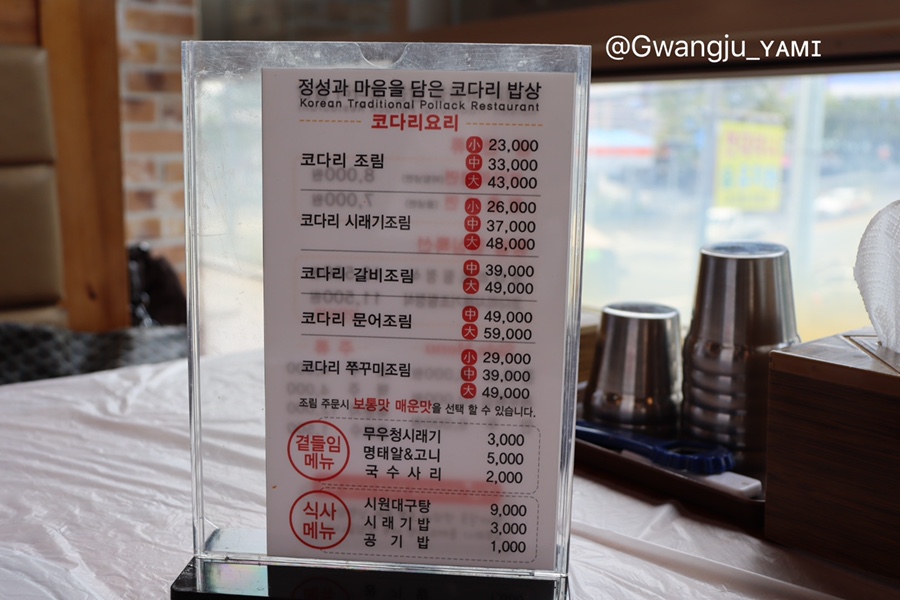 @Gwangju_YAMI
정성과 마음을 담은 코다리 밥상
Korean Traditional Pollack Restaurant
코다리요리
코다리 조림 小 23,000
中 33,000
大 43,000
코다리 시래기조림 小 26,000
中 37,000
大 48,000
코다리 갈비조림 中 39,000
大 49,000
코다리 문어조림 中 49,000
大 59,000
코다리 쭈꾸미조림 小 29,000
中 39,000
大 49,000
조림 주문시 보통맛 매운맛을 선택 할 수 있습니다.
곁들임
메뉴
무우청시래기 3,000
명태알&고니 5,000
국수사리 2,000
식사
메뉴
시원대구탕 9,000
시래기밥 3,000
공기밥 1,000